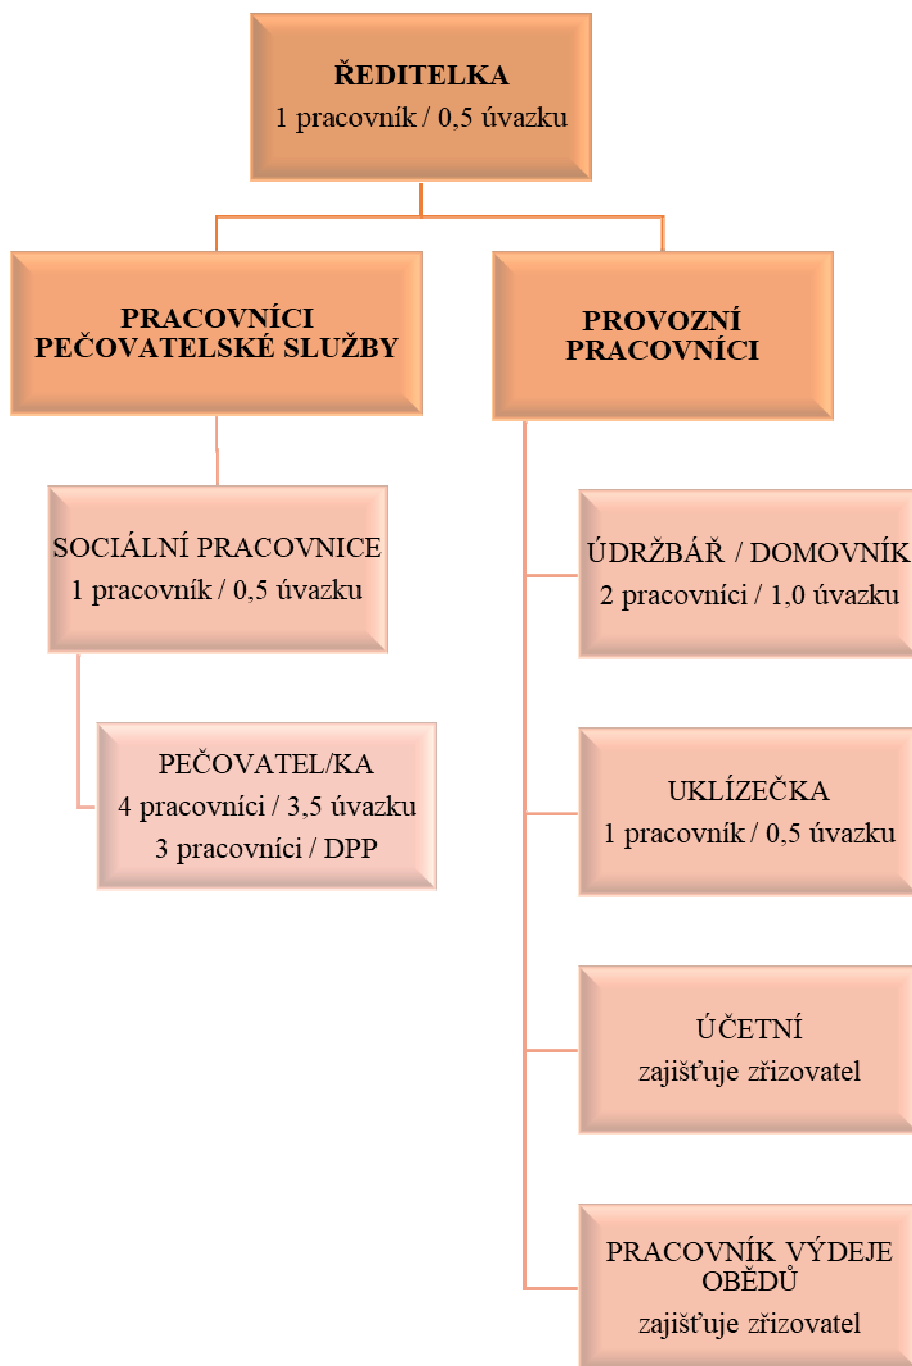 ŘEDITELKA
1 pracovník / 0,5 úvazku
PRACOVNÍCI
PEČOVATELSKÉ SLUŽBY
SOCIÁLNÍ PRACOVNICE
1 pracovník / 0,5 úvazku
PEČOVATEL/KA
4 pracovníci / 3,5 úvazku
3 pracovníci / DPP
PROVOZNÍ
PRACOVNÍCI
ÚDRŽBÁŘ / DOMOVNÍK
2 pracovníci / 1,0 úvazku
UKLÍZEČKA
1 pracovník / 0,5 úvazku
ÚČETNÍ
zajišťuje zřizovatel
PRACOVNÍK VÝDEJE
OBĚDŮ
zajišťuje zřizovatel